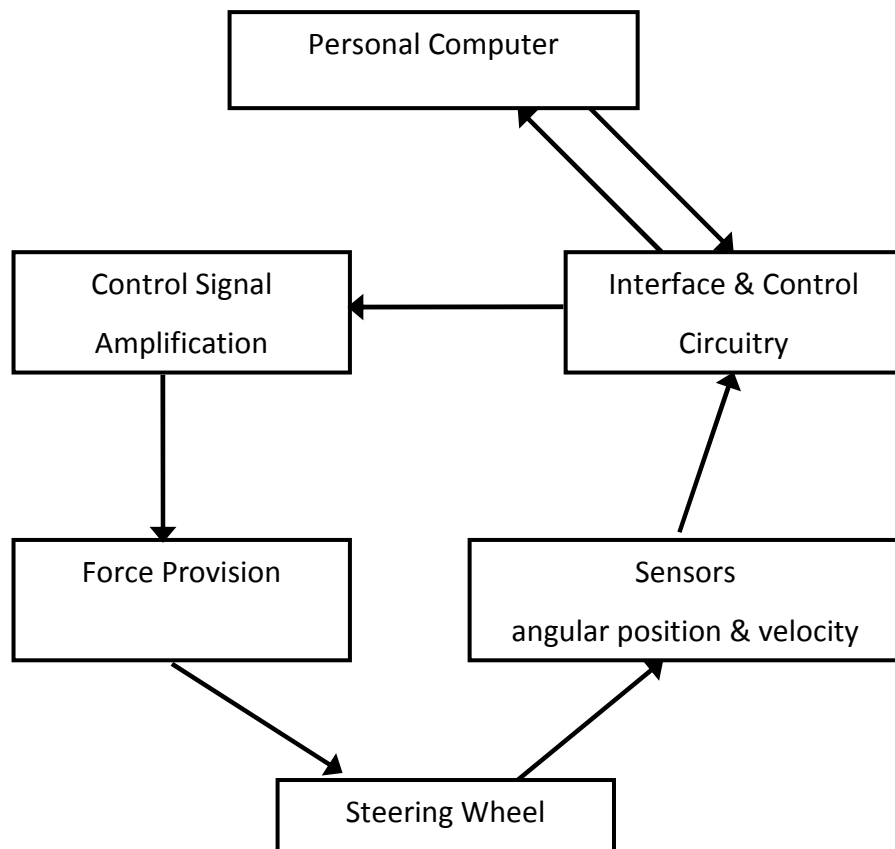 Personal Computer
Control Signal
Amplification
Interface & Control
Circuitry
Force Provision
Sensors
angular position & velocity
Steering Wheel